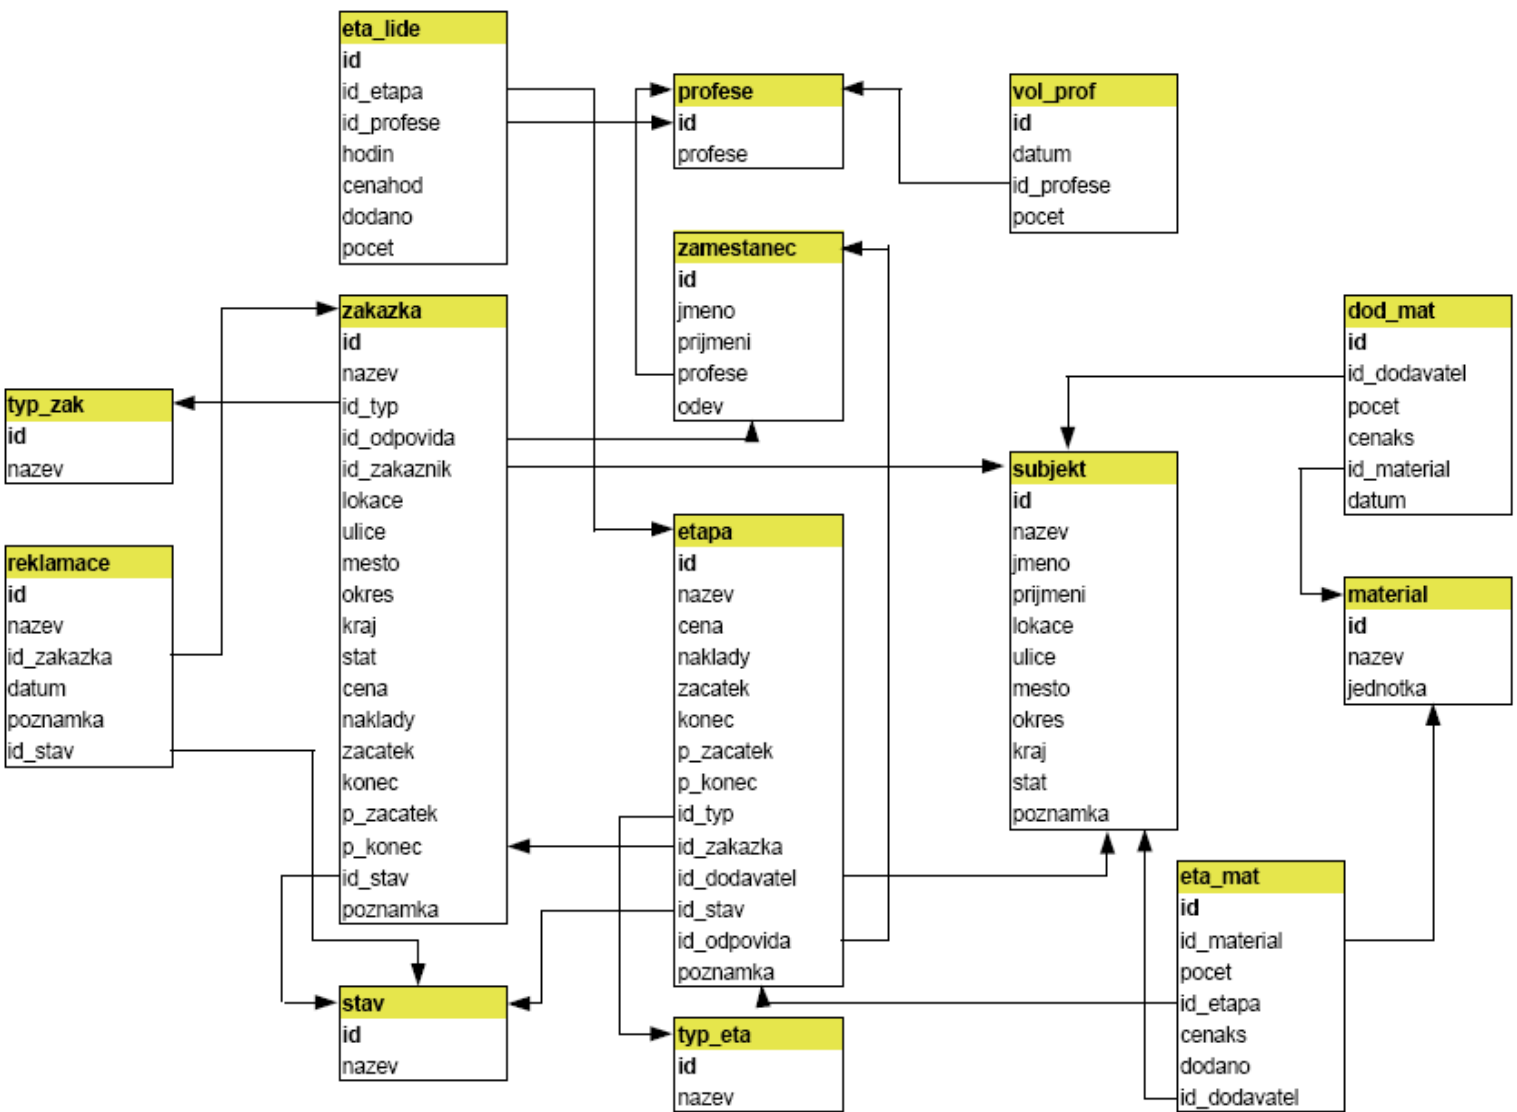 eta_lide
id
id_etapa
id_profese
hodin
cenahod
dodano
pocet
profese
id
profese
vol_prof
id
datum
id_profese
pocet
zamestanec
id
jmeno
prijmeni
profese
odev
zakazka
id
nazev
id_typ
id_odpovida
id_zakaznik
lokace
ulice
mesto
okres
kraj
stat
cena
naklady
zacatek
konec
p_zacatek
p_konec
id_stav
poznamka
typ_zak
id
nazev
reklamace
id
nazev
id_zakazka
datum
poznamka
id_stav
dod_mat
id
id_dodavatel
pocet
cenaks
id_material
datum
subjekt
id
nazev
jmeno
prijmeni
lokace
ulice
mesto
okres
kraj
stat
poznamka
etapa
id
nazev
cena
naklady
zacatek
konec
p_zacatek
p_konec
id_typ
id_zakazka
id_dodavatel
id_stav
id_odpovida
poznamka
material
id
nazev
jednotka
eta_mat
id
id_material
pocet
id_etapa
cenaks
dodano
id_dodavatel
stav
id
nazev
typ_eta
id
nazev